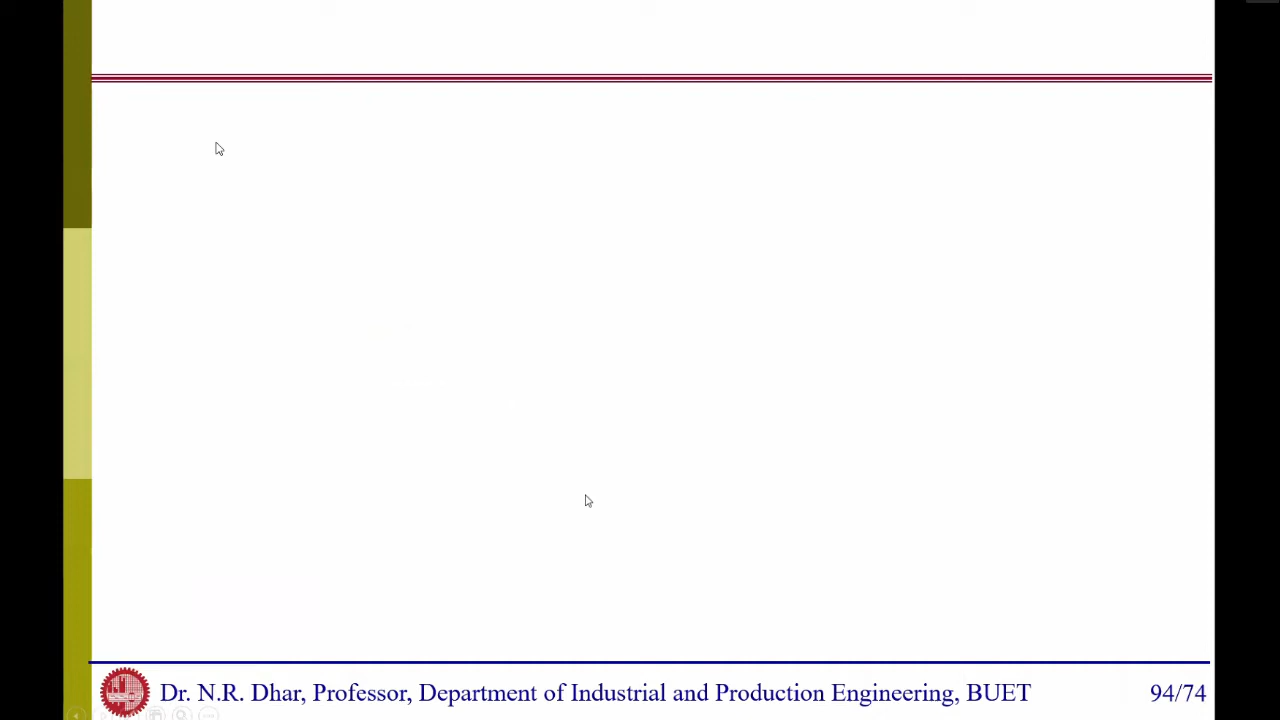 Dr. N.R. Dhar, Professor, Department of Industrial and Production Engineering, BUET 94/74